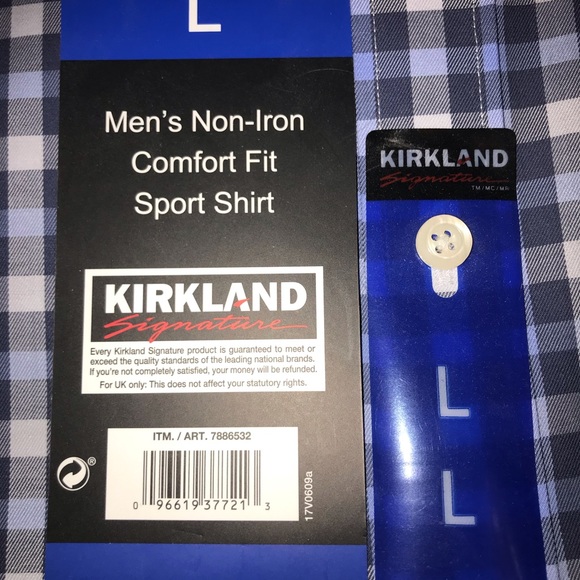 L
Men's Non-Iron
Comfort Fit
Sport Shirt
KIRKLAND
Signature
Every Kirkland Signature product is guaranteed to meet or
exceed the quality standards of the leading national brands.
If you're not completely satisfied, your money will be refunded.
For UK only: This does not affect your statutory rights.
ITM. / ART. 7886532
0 96619 37721 3
17V0609a
®
KIRKLAND
Signature
TM/MC/MR
L
L